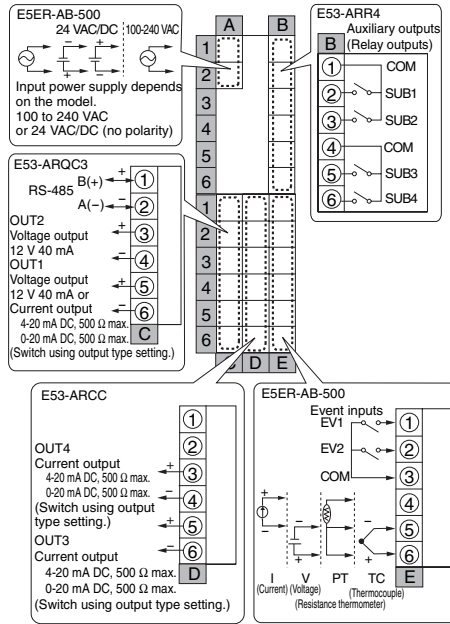 E5ER-AB-500
24 VAC/DC 100-240 VAC
+ −
− +
Input power supply depends
on the model.
100 to 240 VAC
or 24 VAC/DC (no polarity)
A B
1
2
3
4
5
6
1
2
3
4
5
6
C D E
E53-ARR4
Auxiliary outputs
(Relay outputs)
B
1 COM
2 SUB1
3 SUB2
4 COM
5 SUB3
6 SUB4
E53-ARQC3
RS-485
B(+) + 1
A(−) − 2
OUT2
Voltage output
12 V 40 mA
+ 3
− 4
OUT1
Voltage output
12 V 40 mA or
Current output
4-20 mA DC, 500 Ω max.
0-20 mA DC, 500 Ω max.
(Switch using output type setting.)
+ 5
− 6
C
E53-ARCC
1
2
OUT4
Current output
4-20 mA DC, 500 Ω max.
0-20 mA DC, 500 Ω max.
(Switch using output
type setting.)
+ 3
− 4
OUT3
Current output
4-20 mA DC, 500 Ω max.
0-20 mA DC, 500 Ω max.
(Switch using output type setting.)
+ 5
− 6
D
E5ER-AB-500
Event inputs
EV1 1
EV2 2
COM 3
4
5
6
+ − − −
− + +
I V PT TC
(Current) (Voltage) (Thermocouple)
(Resistance thermometer)
E